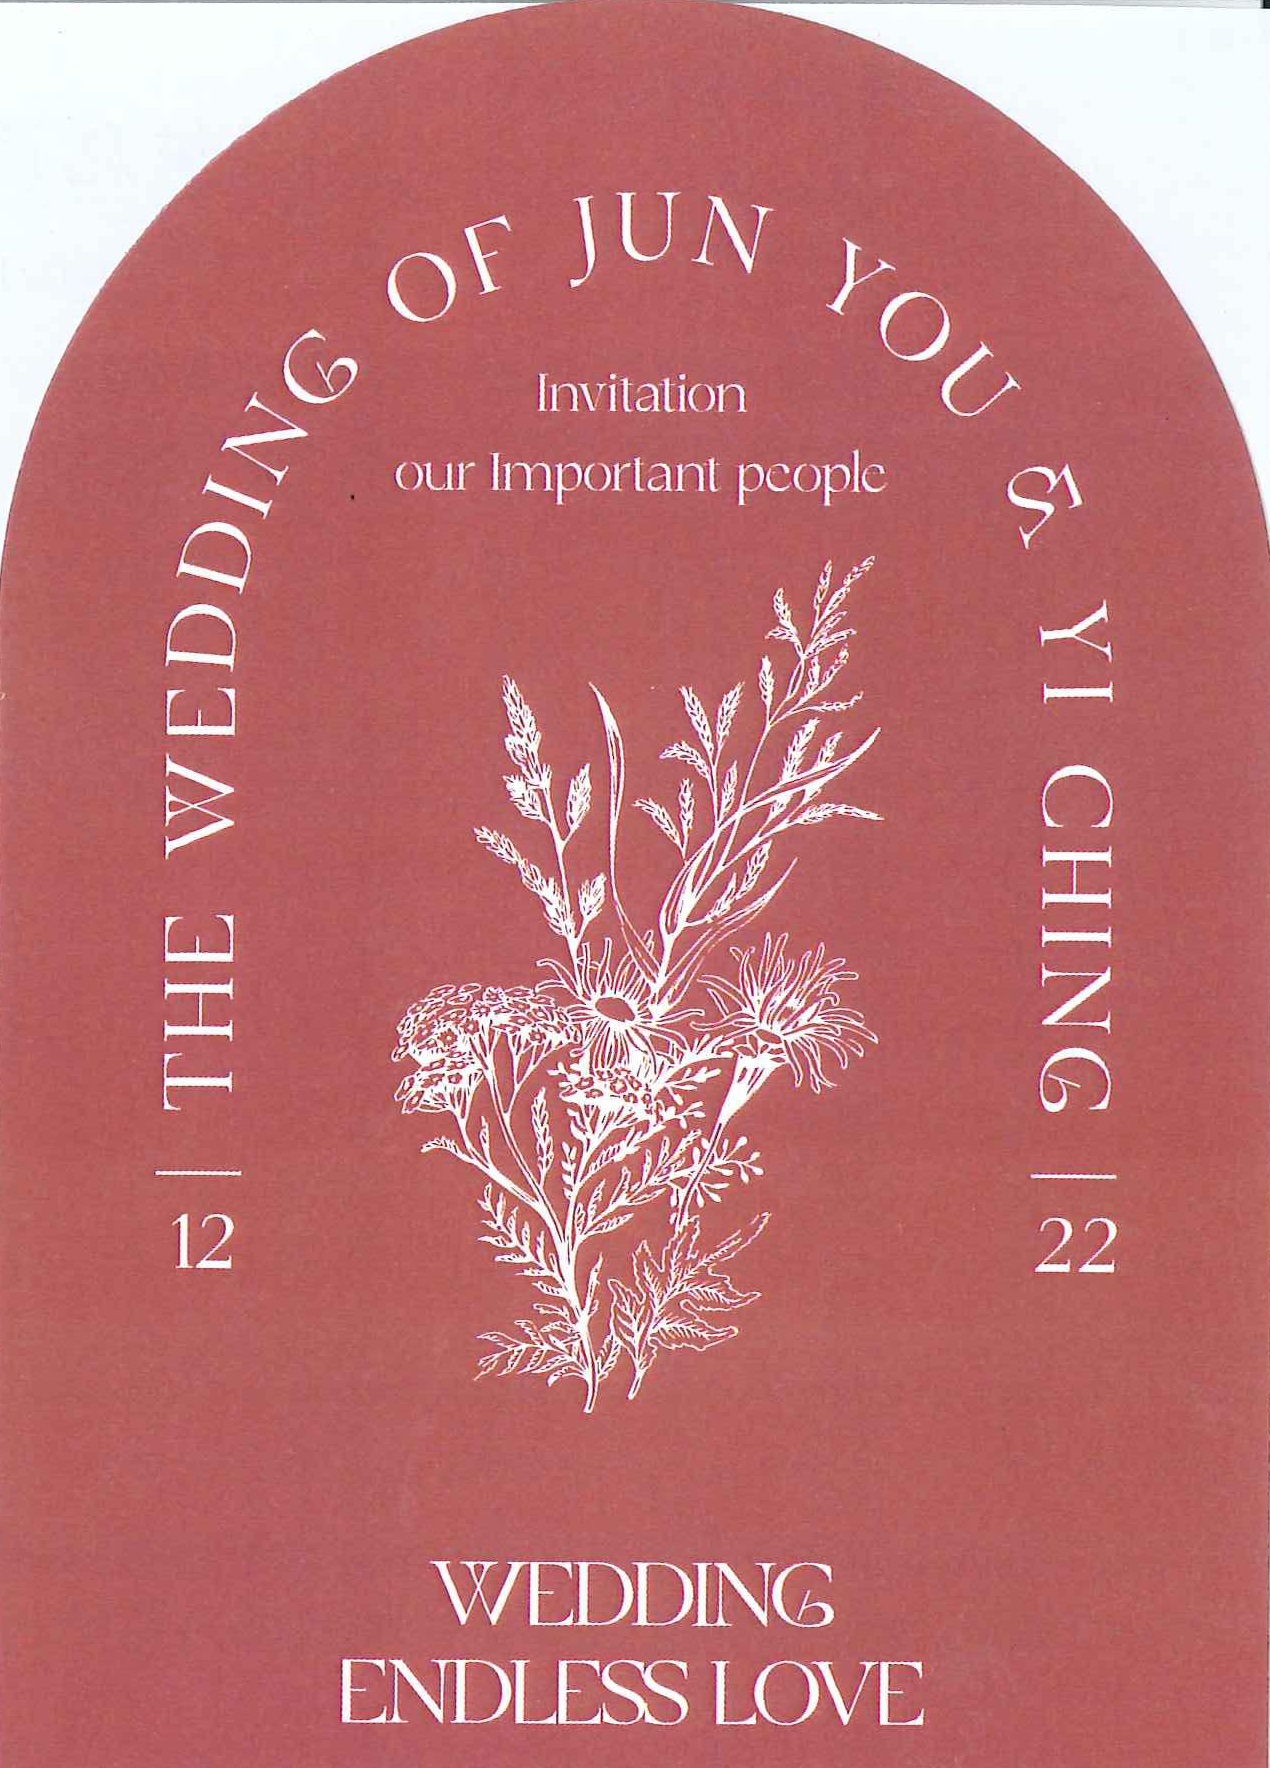 THE WEDDING OF JUN YOU & YI CHING
Invitation
our Important people
12
22
WEDDING
ENDLESS LOVE